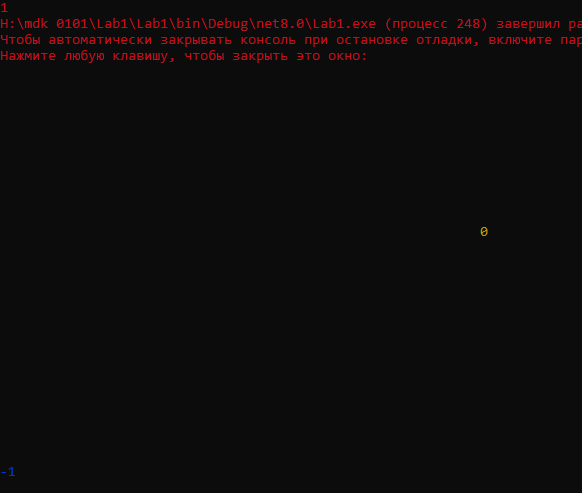 1
H:\mdk 0101\Lab1\Lab1\bin\Debug\net8.0\Lab1.exe (процесс 248) завершил ра
Чтобы автоматически закрывать консоль при остановке отладки, включите пар
Нажмите любую клавишу, чтобы закрыть это окно:
0
-1